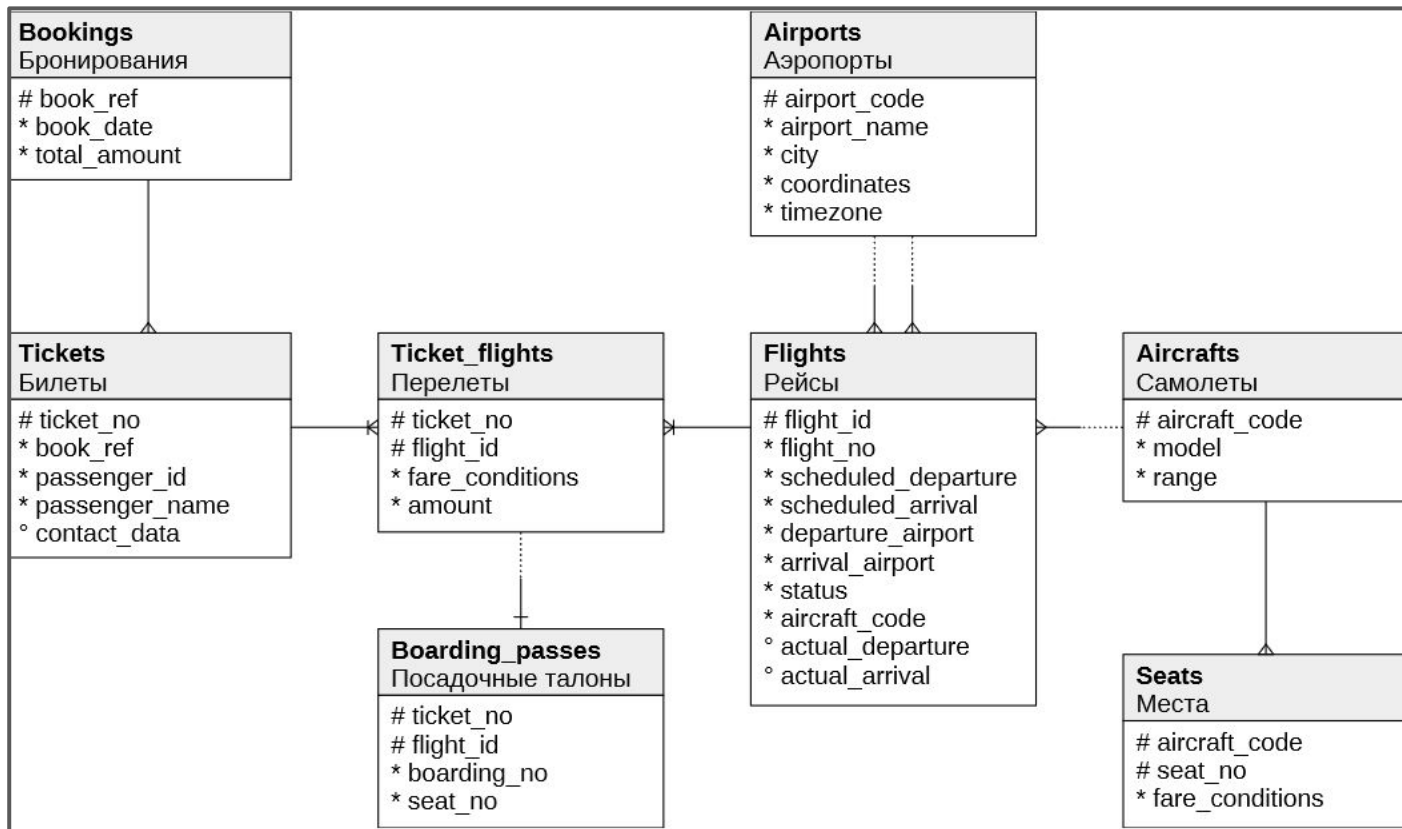 Bookings
Бронирования
# book_ref
* book_date
* total_amount
Airports
Аэропорты
# airport_code
* airport_name
* city
* coordinates
* timezone
Tickets
Билеты
# ticket_no
* book_ref
* passenger_id
* passenger_name
° contact_data
Ticket_flights
Перелеты
# ticket_no
# flight_id
* fare_conditions
* amount
Flights
Рейсы
# flight_id
* flight_no
* scheduled_departure
* scheduled_arrival
* departure_airport
* arrival_airport
* status
* aircraft_code
° actual_departure
° actual_arrival
Aircrafts
Самолеты
# aircraft_code
* model
* range
Boarding_passes
Посадочные талоны
# ticket_no
# flight_id
* boarding_no
* seat_no
Seats
Места
# aircraft_code
# seat_no
* fare_conditions